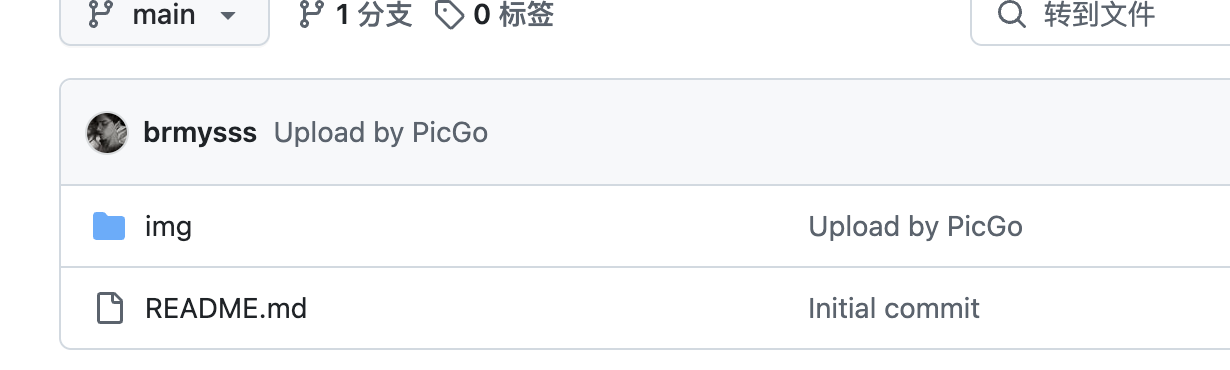 main 1 分支 0 标签 转到文件
brmysss Upload by PicGo
img Upload by PicGo
README.md Initial commit